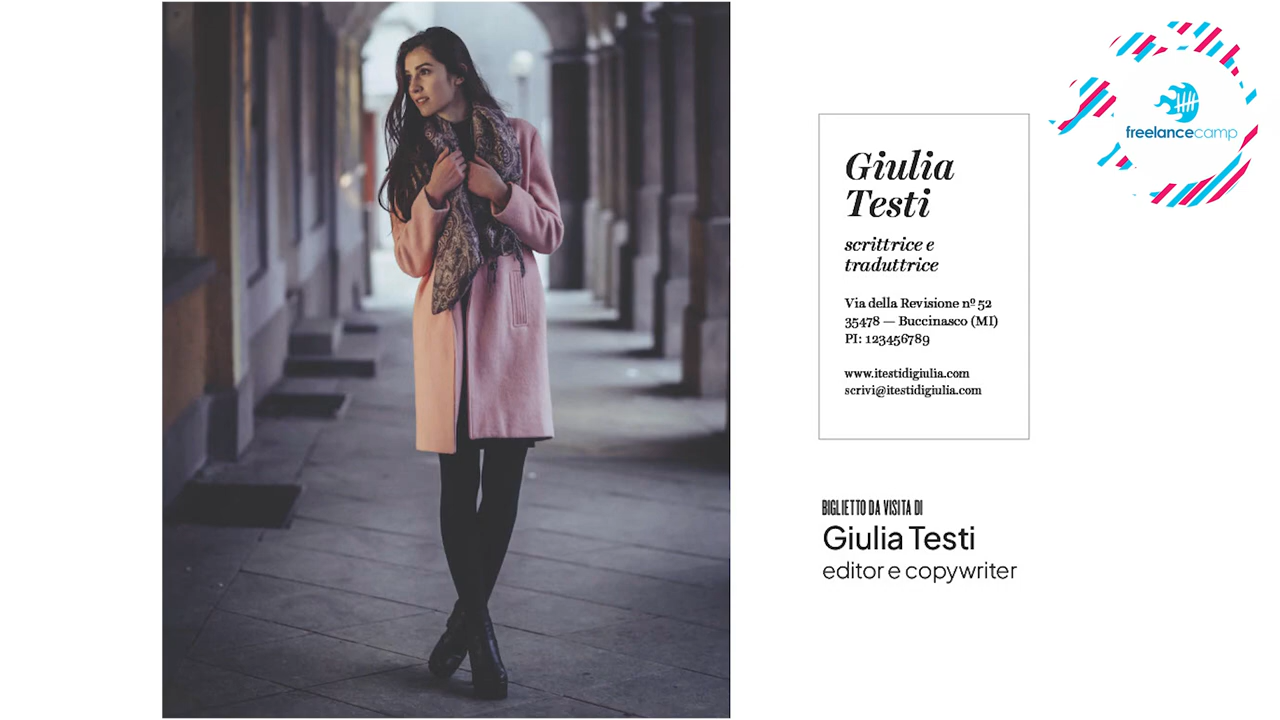 freelancecamp
Giulia
Testi
scrittrice e
traduttrice
Via della Revisione nº 52
35478 — Buccinasco (MI)
PI: 123456789
www.itestidigiulia.com
scrivi@itestidigiulia.com
BIGLIETTO DA VISITA DI
Giulia Testi
editor e copywriter